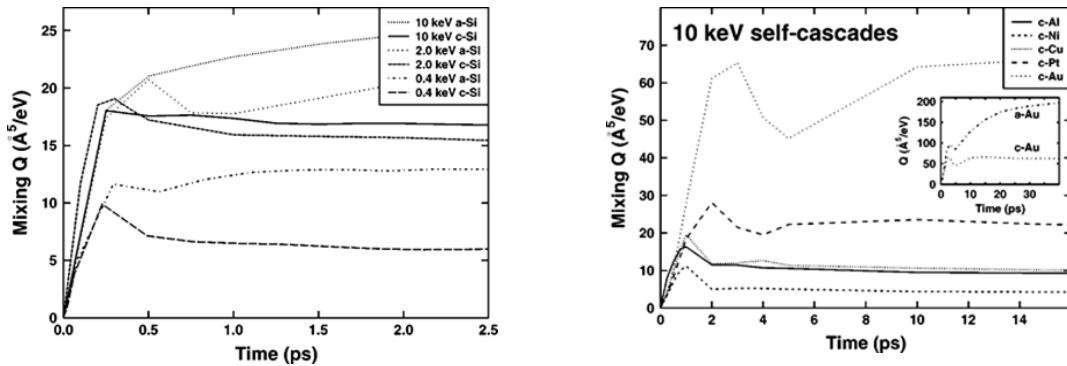 25
20
15
10
5
0
Mixing Q (Å⁵/eV)
10 keV a-Si
10 keV c-Si
2.0 keV a-Si
2.0 keV c-Si
0.4 keV a-Si
0.4 keV c-Si
0.0 0.5 1.0 1.5 2.0 2.5
Time (ps)
70
60
50
40
30
20
10
0
Mixing Q (Å⁵/eV)
10 keV self-cascades
c-Al
c-Ni
c-Cu
c-Pt
c-Au
200
150
100
50
0
Q (Å⁵/eV)
a-Au
c-Au
0 10 20 30
Time (ps)
0 2 4 6 8 10 12 14
Time (ps)